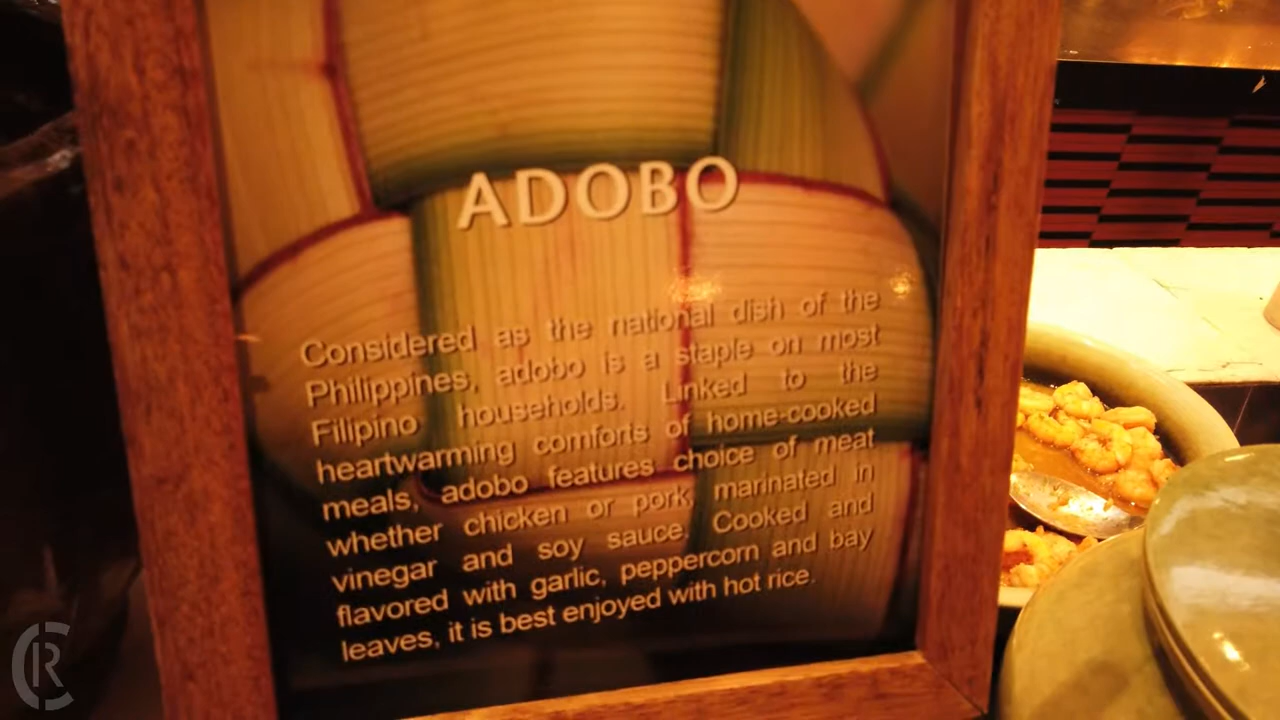 ADOBO
Considered as the national dish of the
Philippines, adobo is a staple on most
Filipino households. Linked to the
heartwarming comforts of home-cooked
meals, adobo features choice of meat
whether chicken or pork, marinated in
vinegar and soy sauce. Cooked and
flavored with garlic, peppercorn and bay
leaves, it is best enjoyed with hot rice.